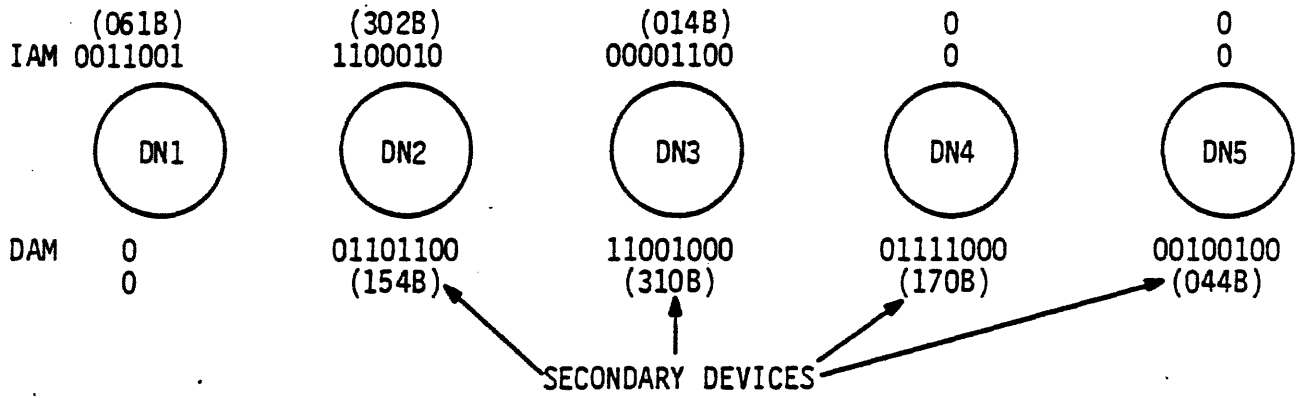 (061B) (302B) (014B) 0 0
IAM 0011001 1100010 00001100 0 0
DN1 DN2 DN3 DN4 DN5
DAM 0 01101100 11001000 01111000 00100100
0 (154B) (310B) (170B) (044B)
SECONDARY DEVICES